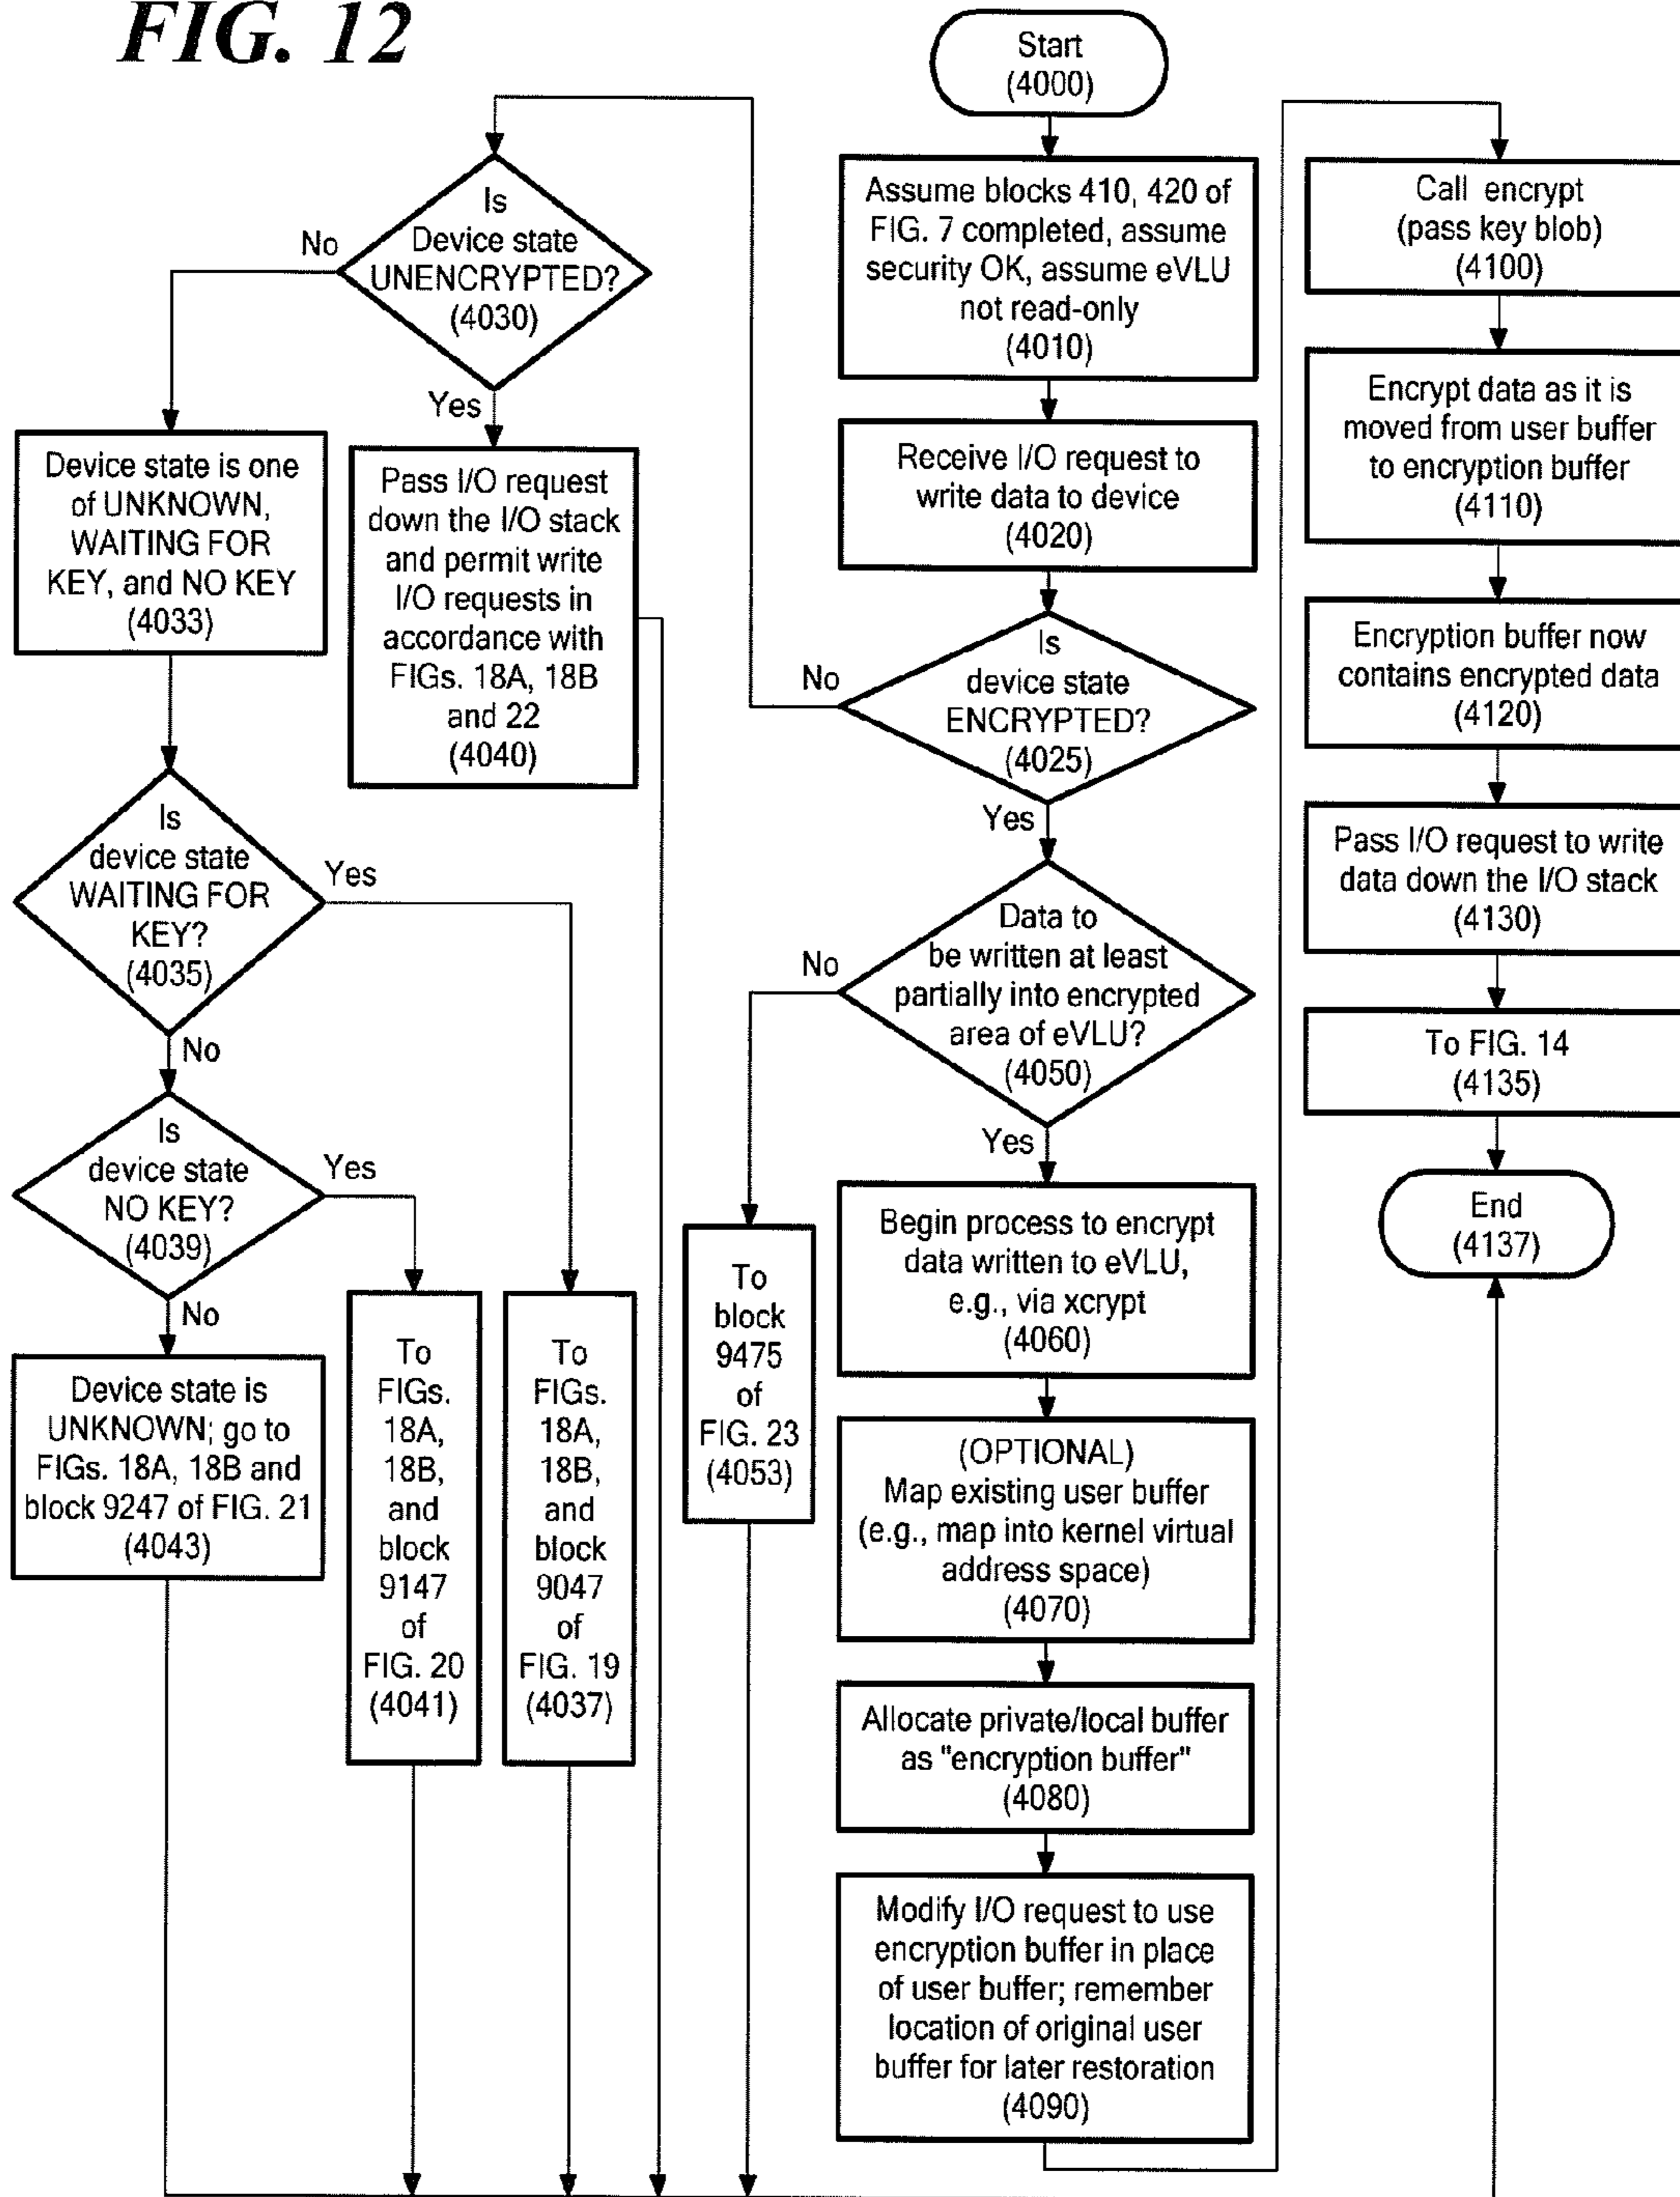 FIG. 12
Start
(4000)
Assume blocks 410, 420 of
FIG. 7 completed, assume
security OK, assume eVLU
not read-only
(4010)
Receive I/O request to
write data to device
(4020)
Is
device state
ENCRYPTED?
(4025)
No
Yes
Is
Device state
UNENCRYPTED?
(4030)
No
Yes
Device state is one
of UNKNOWN,
WAITING FOR
KEY, and NO KEY
(4033)
Pass I/O request
down the I/O stack
and permit write
I/O requests in
accordance with
FIGs. 18A, 18B
and 22
(4040)
Is
device state
WAITING FOR
KEY?
(4035)
Yes
No
Is
device state
NO KEY?
(4039)
Yes
No
Device state is
UNKNOWN; go to
FIGs. 18A, 18B and
block 9247 of FIG. 21
(4043)
To
FIGs.
18A,
18B,
and
block
9147
of
FIG. 20
(4041)
To
FIGs.
18A,
18B,
and
block
9047
of
FIG. 19
(4037)
Data to
be written at least
partially into encrypted
area of eVLU?
(4050)
No
Yes
To
block
9475
of
FIG. 23
(4053)
Begin process to encrypt
data written to eVLU,
e.g., via xcrypt
(4060)
(OPTIONAL)
Map existing user buffer
(e.g., map into kernel virtual
address space)
(4070)
Allocate private/local buffer
as "encryption buffer"
(4080)
Modify I/O request to use
encryption buffer in place
of user buffer; remember
location of original user
buffer for later restoration
(4090)
Call encrypt
(pass key blob)
(4100)
Encrypt data as it is
moved from user buffer
to encryption buffer
(4110)
Encryption buffer now
contains encrypted data
(4120)
Pass I/O request to write
data down the I/O stack
(4130)
To FIG. 14
(4135)
End
(4137)